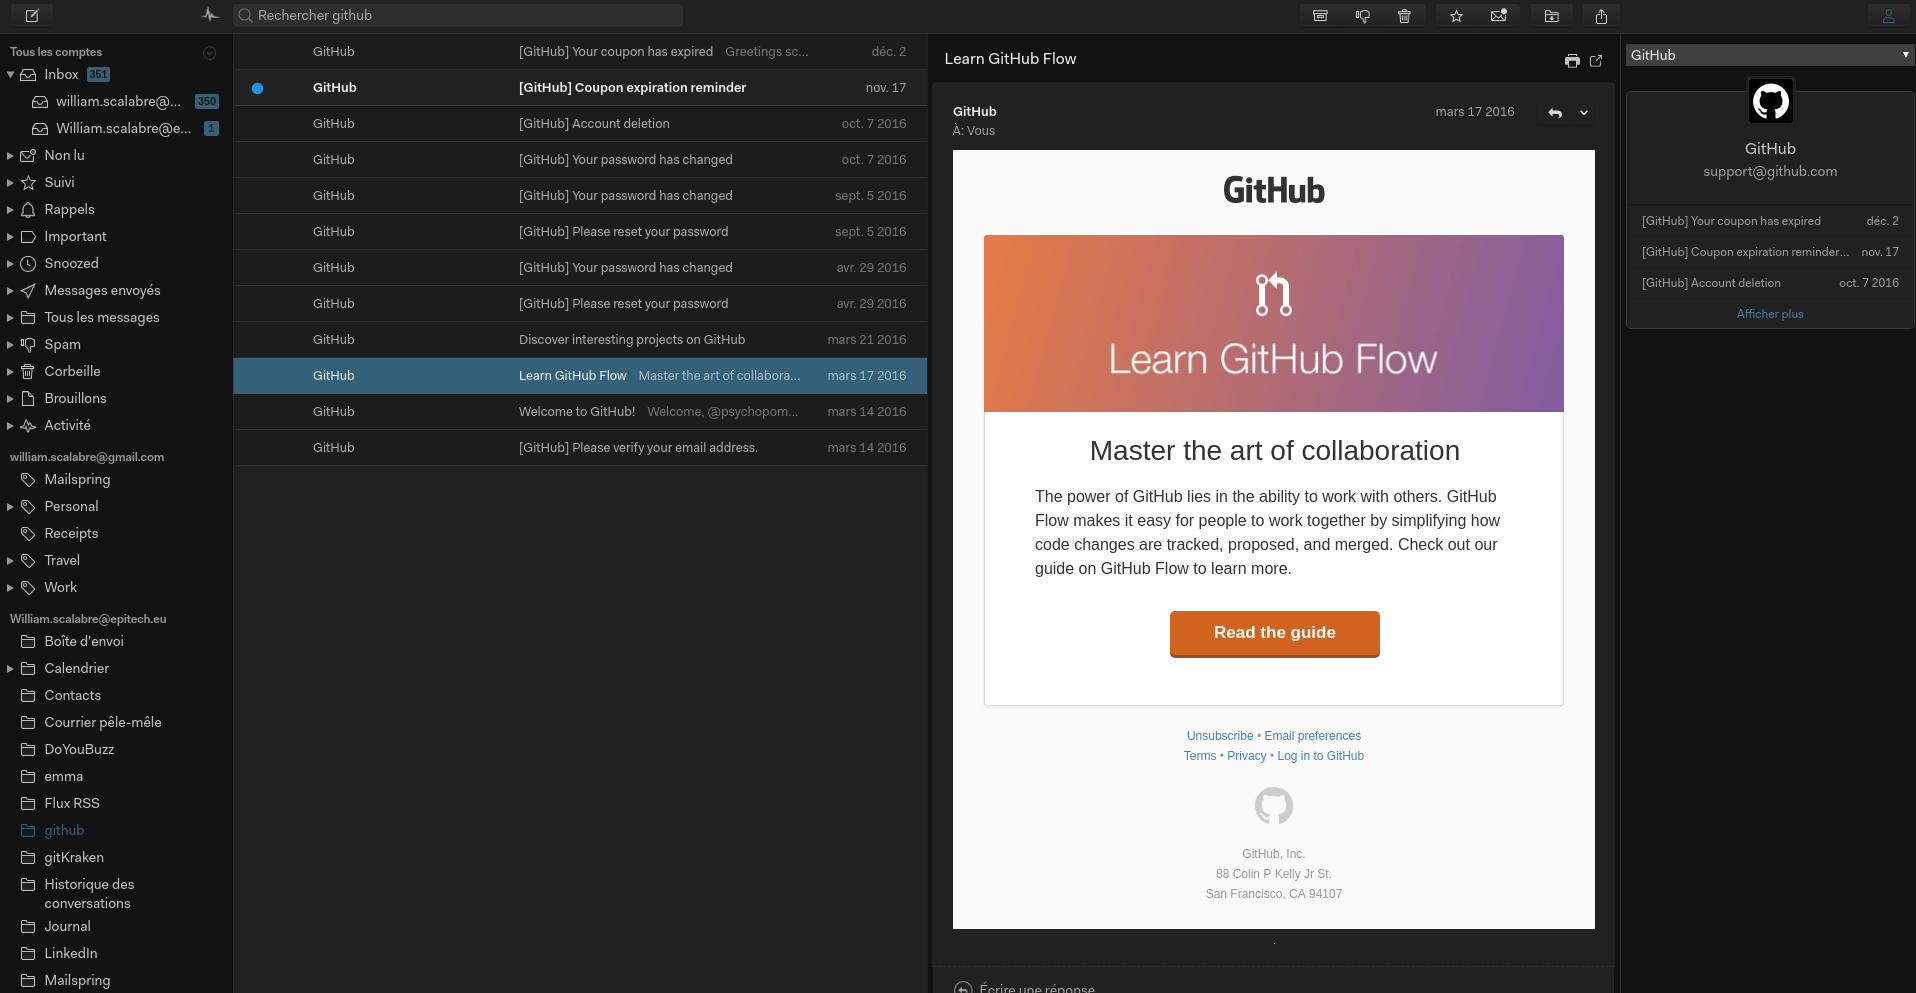 Rechercher github
Tous les comptes
Inbox 351
william.scalabre@... 350
William.scalabre@e... 1
Non lu
Suivi
Rappels
Important
Snoozed
Messages envoyés
Tous les messages
Spam
Corbeille
Brouillons
Activité
william.scalabre@gmail.com
Mailspring
Personal
Receipts
Travel
Work
William.scalabre@epitech.eu
Boîte d'envoi
Calendrier
Contacts
Courrier pêle-mêle
DoYouBuzz
emma
Flux RSS
github
gitKraken
Historique des
conversations
Journal
LinkedIn
Mailspring
GitHub [GitHub] Your coupon has expired Greetings sc... déc. 2
GitHub [GitHub] Coupon expiration reminder nov. 17
GitHub [GitHub] Account deletion oct. 7 2016
GitHub [GitHub] Your password has changed oct. 7 2016
GitHub [GitHub] Your password has changed sept. 5 2016
GitHub [GitHub] Please reset your password sept. 5 2016
GitHub [GitHub] Your password has changed avr. 29 2016
GitHub [GitHub] Please reset your password avr. 29 2016
GitHub Discover interesting projects on GitHub mars 21 2016
GitHub Learn GitHub Flow Master the art of collabora... mars 17 2016
GitHub Welcome to GitHub! Welcome, @psychopom... mars 14 2016
GitHub [GitHub] Please verify your email address. mars 14 2016
Learn GitHub Flow
GitHub mars 17 2016
À: Vous
GitHub
Learn GitHub Flow
Master the art of collaboration
The power of GitHub lies in the ability to work with others. GitHub
Flow makes it easy for people to work together by simplifying how
code changes are tracked, proposed, and merged. Check out our
guide on GitHub Flow to learn more.
Read the guide
Unsubscribe • Email preferences
Terms • Privacy • Log in to GitHub
GitHub, Inc.
88 Colin P Kelly Jr St.
San Francisco, CA 94107
Écrire une réponse
GitHub
GitHub
support@github.com
[GitHub] Your coupon has expired déc. 2
[GitHub] Coupon expiration reminder... nov. 17
[GitHub] Account deletion oct. 7 2016
Afficher plus